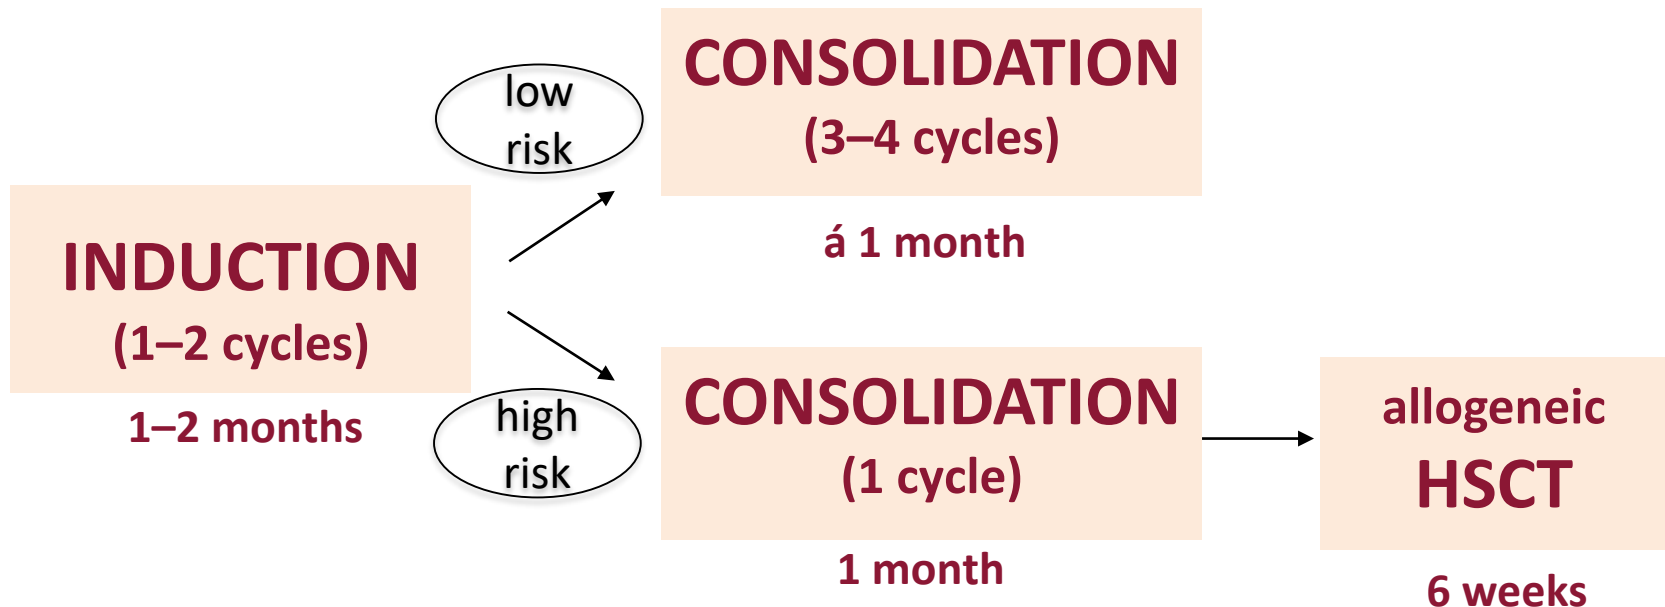 INDUCTION
(1–2 cycles)
1–2 months
low
risk
CONSOLIDATION
(3–4 cycles)
á 1 month
high
risk
CONSOLIDATION
(1 cycle)
1 month
allogeneic
HSCT
6 weeks